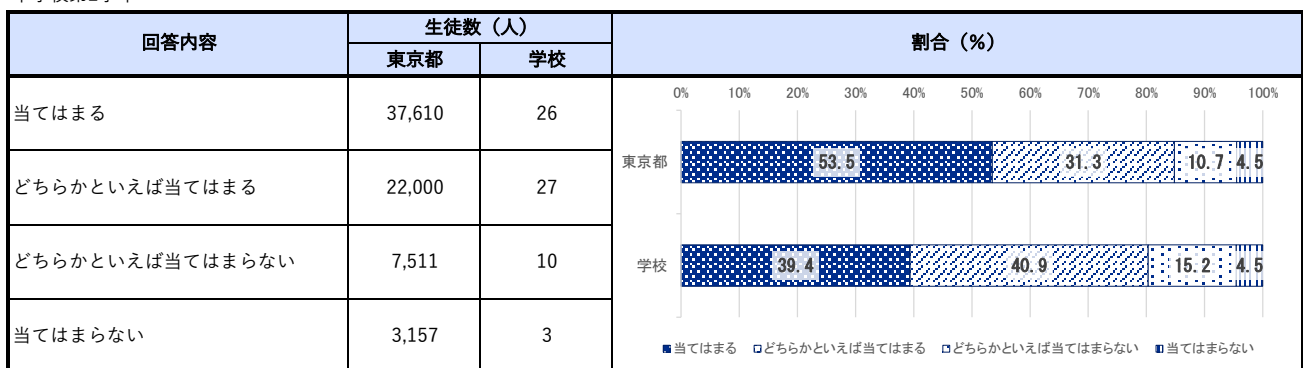 回答内容 生徒数（人） 割合（%）
東京都 学校
当てはまる 37,610 26
どちらかといえば当てはまる 22,000 27
どちらかといえば当てはまらない 7,511 10
当てはまらない 3,157 3
0% 10% 20% 30% 40% 50% 60% 70% 80% 90% 100%
東京都 53.5 31.3 10.7 4.5
学校 39.4 40.9 15.2 4.5
当てはまる どちらかといえば当てはまる どちらかといえば当てはまらない 当てはまらない